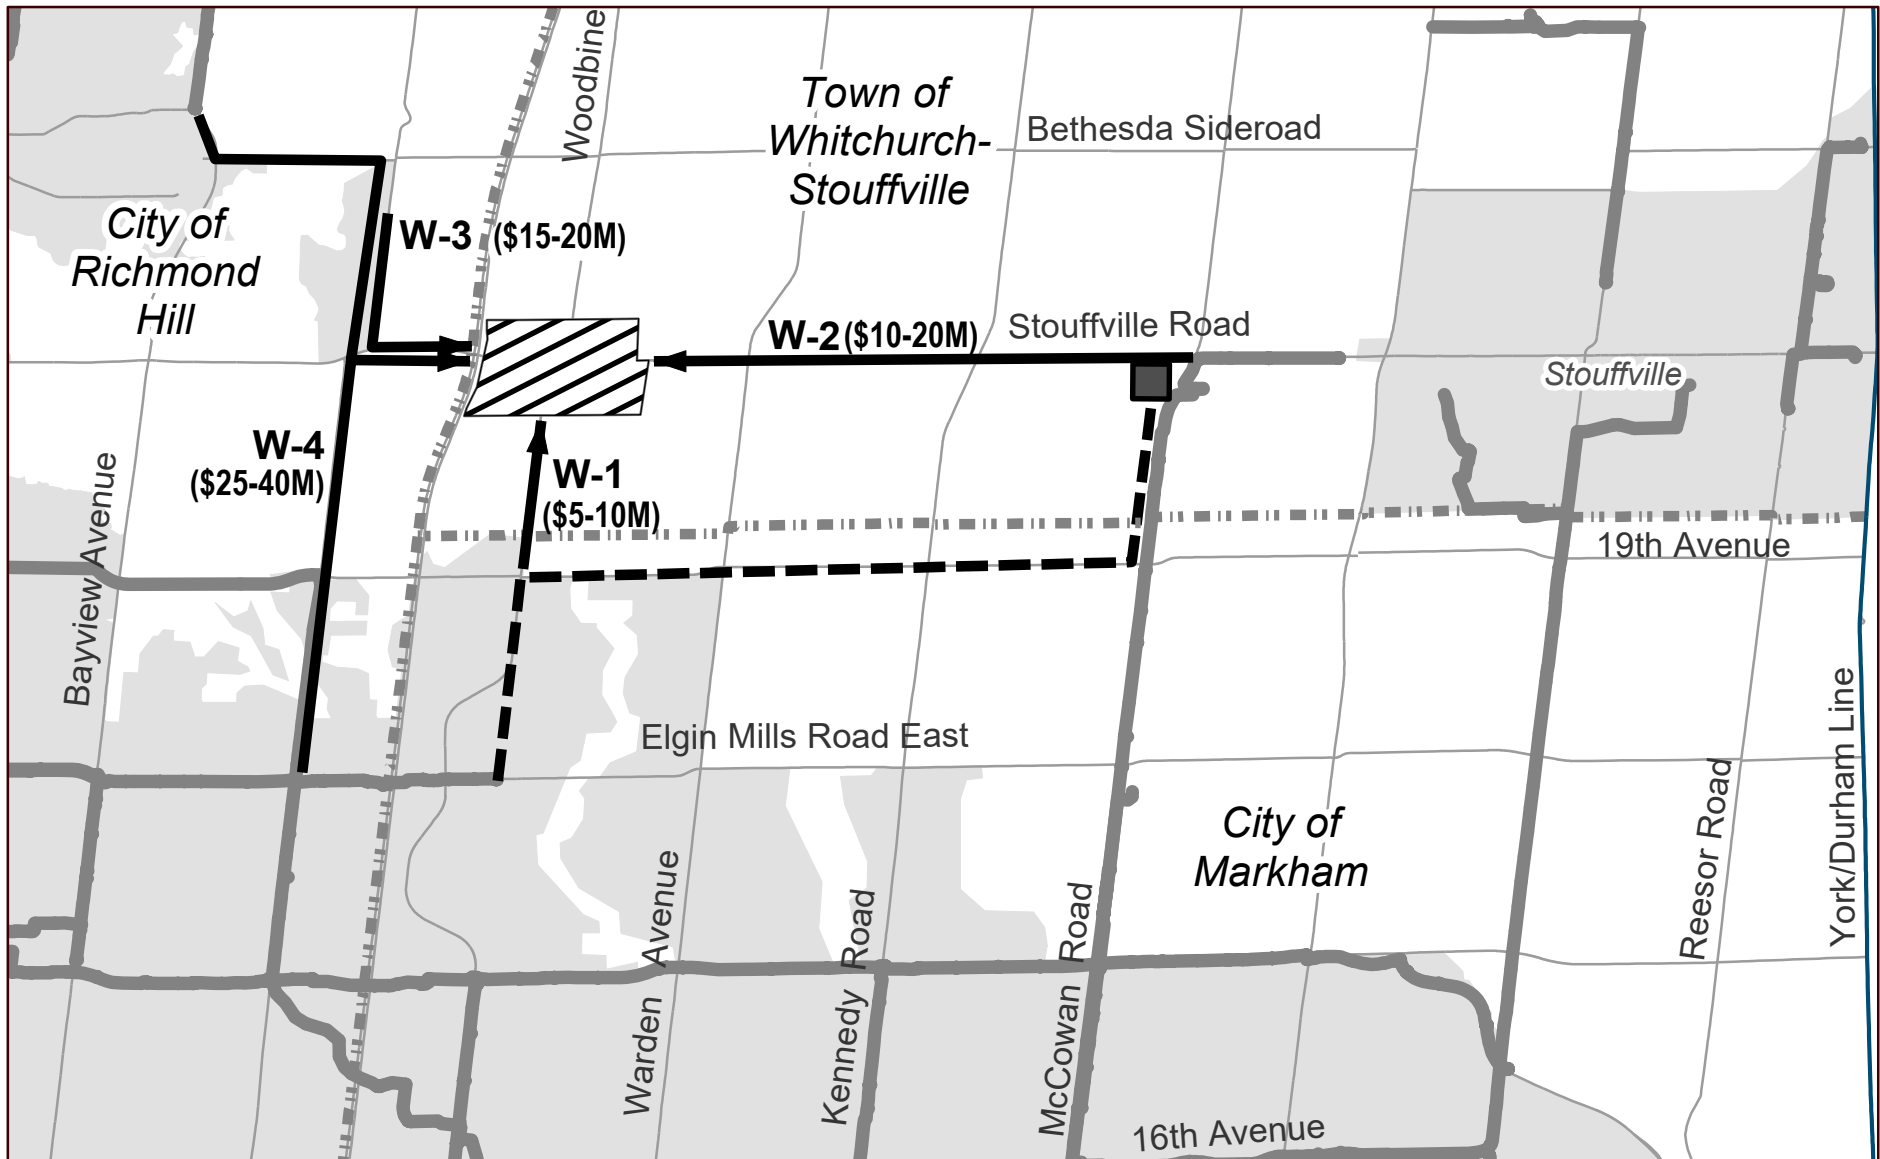 Woodbine
Town of
Whitchurch-
Stouffville
Bethesda Sideroad
City of
Richmond
Hill
W-3 ($15-20M)
W-2 ($10-20M)
Stouffville Road
Stouffville
W-4
($25-40M)
W-1
($5-10M)
Bayview Avenue
19th Avenue
Elgin Mills Road East
City of
Markham
Warden Avenue
Kennedy Road
McCowan Road
Reesor Road
York/Durham Line
16th Avenue